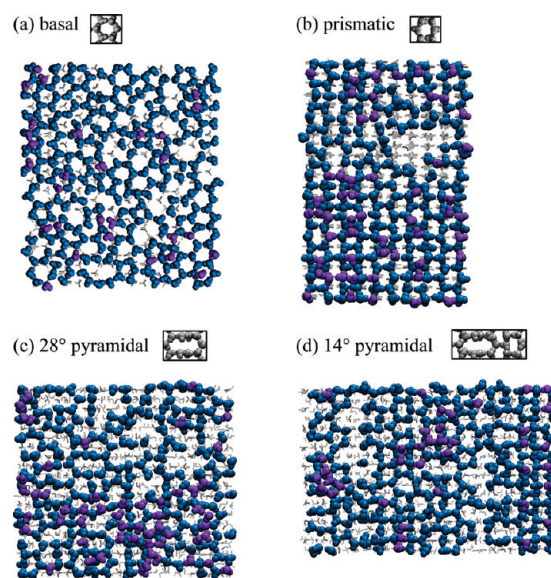 (a) basal
(b) prismatic
(c) 28° pyramidal
(d) 14° pyramidal